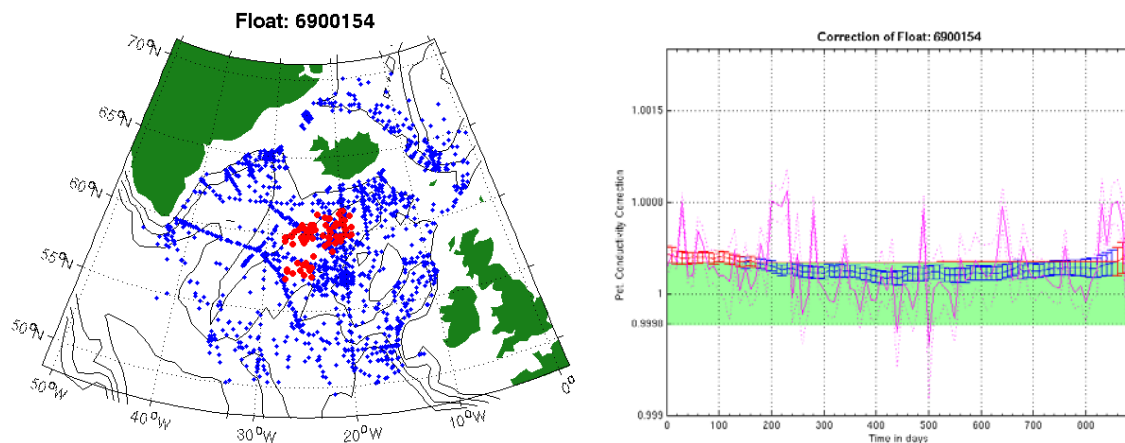 Float: 6900154
70°N
65°N
60°N
55°N
50°N
50°W
40°W
30°W
20°W
10°W
0°
Correction of Float: 6900154
Pot. Conductivity Correction
1.0015
1.0008
1
0.9998
0.999
0 100 200 300 400 500 600 700 800 000
Time in days